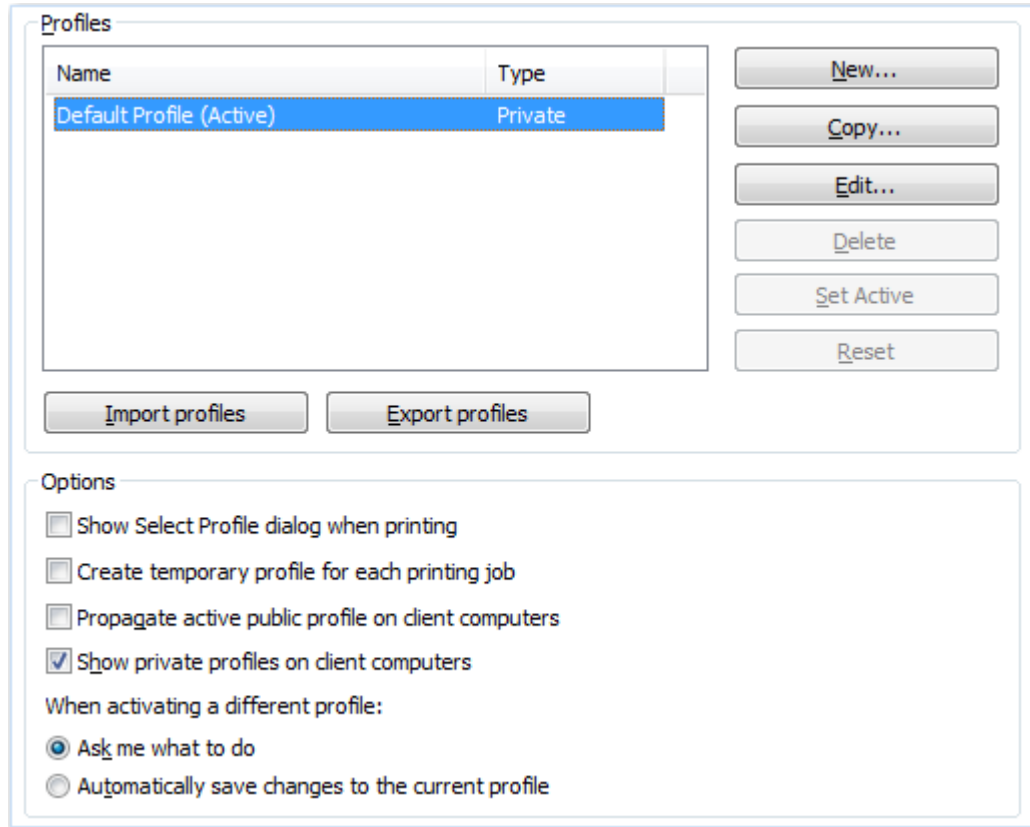 Profiles
Name Type
Default Profile (Active) Private
New...
Copy...
Edit...
Delete
Set Active
Reset
Import profiles Export profiles
Options
Show Select Profile dialog when printing
Create temporary profile for each printing job
Propagate active public profile on client computers
Show private profiles on client computers
When activating a different profile:
Ask me what to do
Automatically save changes to the current profile